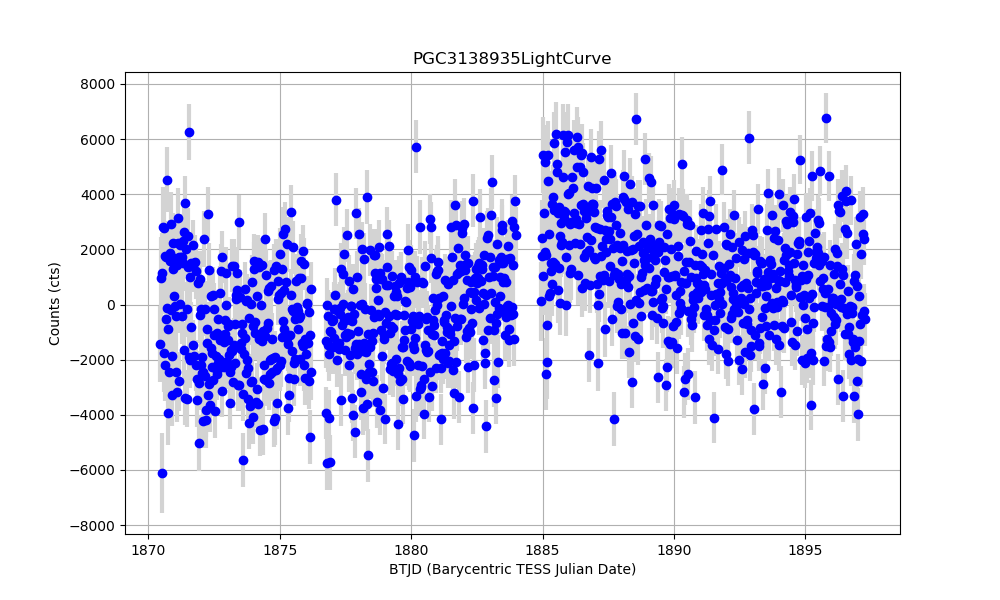 PGC3138935LightCurve
8000
6000
4000
2000
0
−2000
−4000
−6000
−8000
Counts (cts)
1870 1875 1880 1885 1890 1895
BTJD (Barycentric TESS Julian Date)